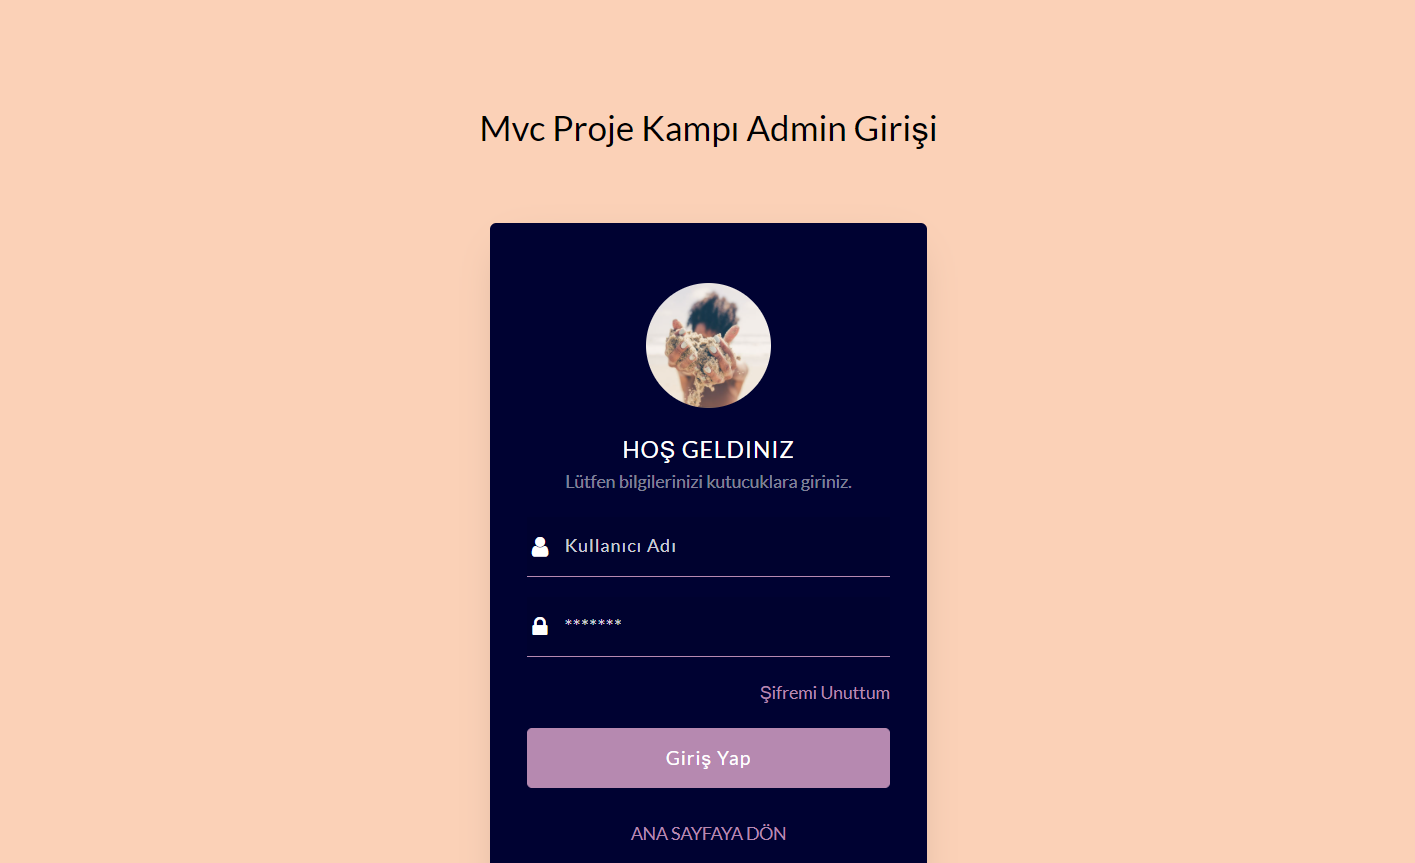 Mvc Proje Kampı Admin Girişi
HOŞ GELDINIZ
Lütfen bilgilerinizi kutucuklara giriniz.
Kullanıcı Adı
*******
Şifremi Unuttum
Giriş Yap
ANA SAYFAYA DÖN